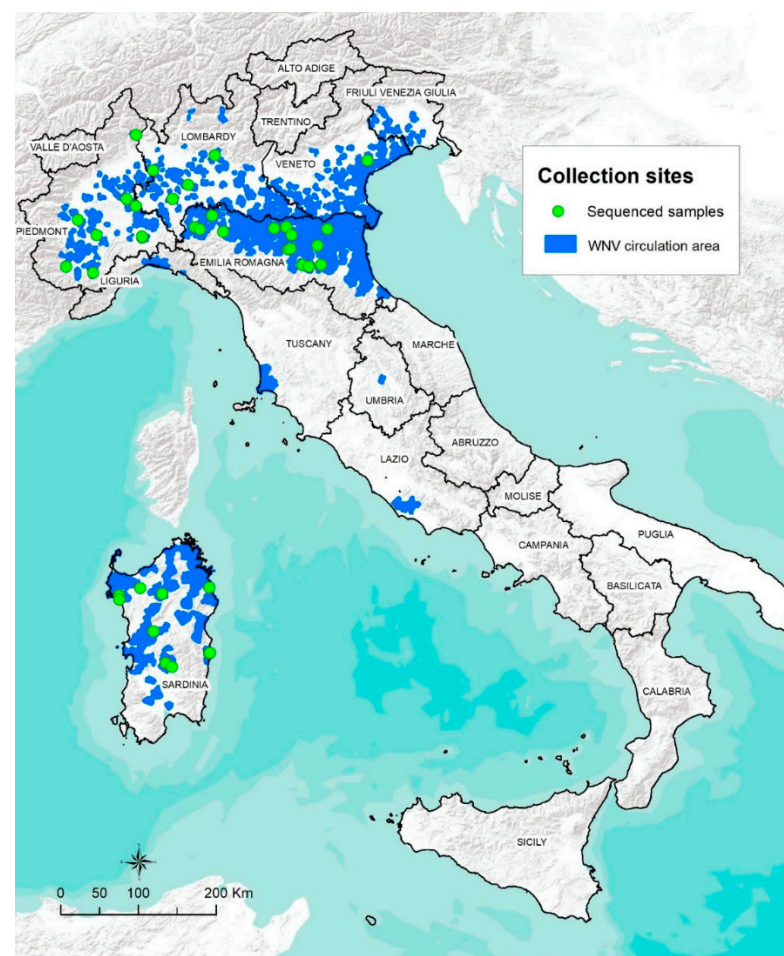 ALTO ADIGE
FRIULI VENEZIA GIULIA
TRENTINO
LOMBARDY
VALLE D'AOSTA
VENETO
Collection sites
Sequenced samples
WNV circulation area
PIEDMONT
EMILIA ROMAGNA
LIGURIA
TUSCANY
MARCHE
UMBRIA
ABRUZZO
LAZIO
MOLISE
PUGLIA
CAMPANIA
BASILICATA
SARDINIA
CALABRIA
SICILY
0 50 100 200 Km